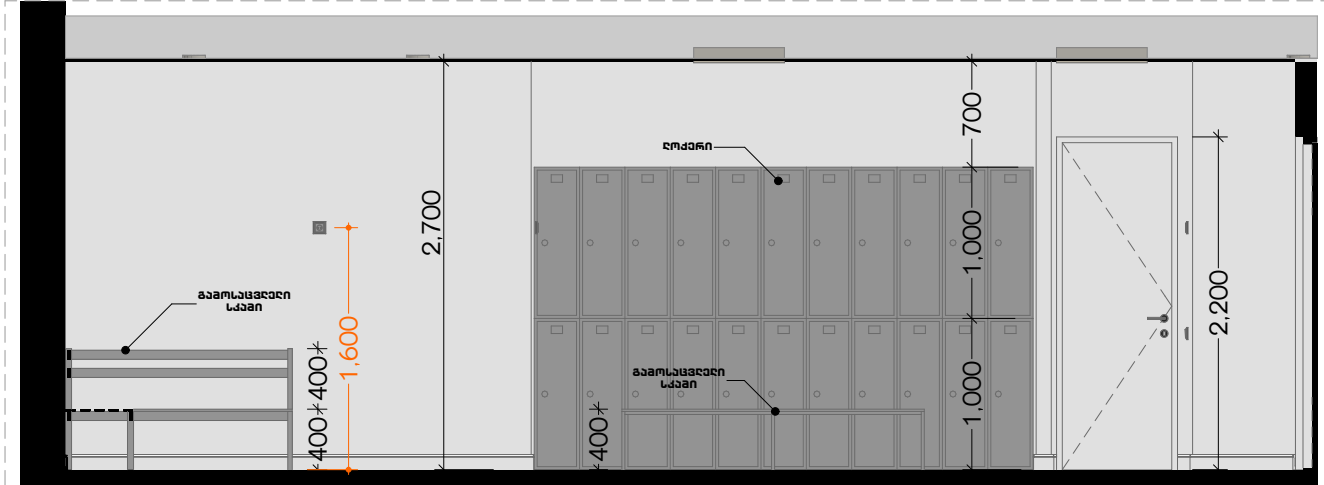 700
ᲚᲝᲥᲔᲠᲘ
2,700
1,000
2,200
ᲒᲐᲛᲝᲡᲐᲪᲕᲚᲔᲚᲘ
ᲡᲙᲐᲛᲘ
1,600
400
ᲒᲐᲛᲝᲡᲐᲪᲕᲚᲔᲚᲘ
ᲡᲙᲐᲛᲘ
1,000
400
400